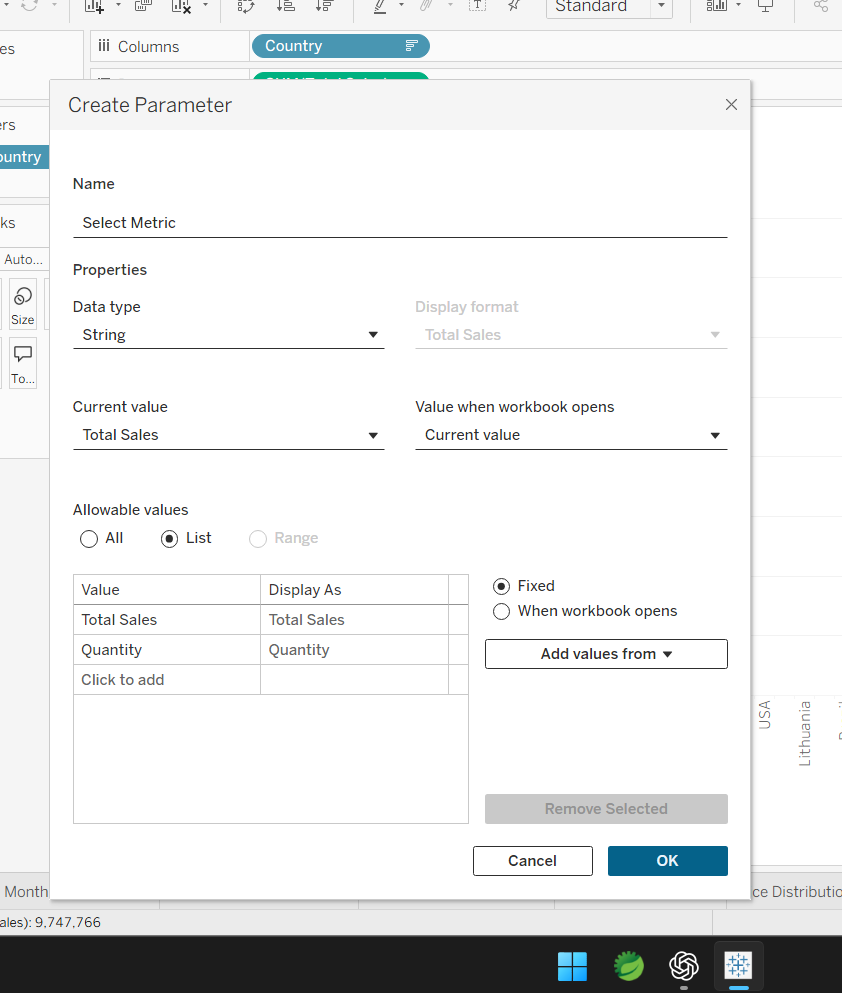 Standard
es
Columns
Country
Create Parameter
ers
ountry
Name
ks
Select Metric
Auto...
Properties
Data type
Display format
Size
String
Total Sales
To...
Current value
Value when workbook opens
Total Sales
Current value
Allowable values
All
List
Range
Value
Display As
Fixed
Total Sales
Total Sales
When workbook opens
Quantity
Quantity
Add values from
Click to add
USA
Lithuania
Remove Selected
Cancel
OK
Month
ce Distributio
ales): 9,747,766